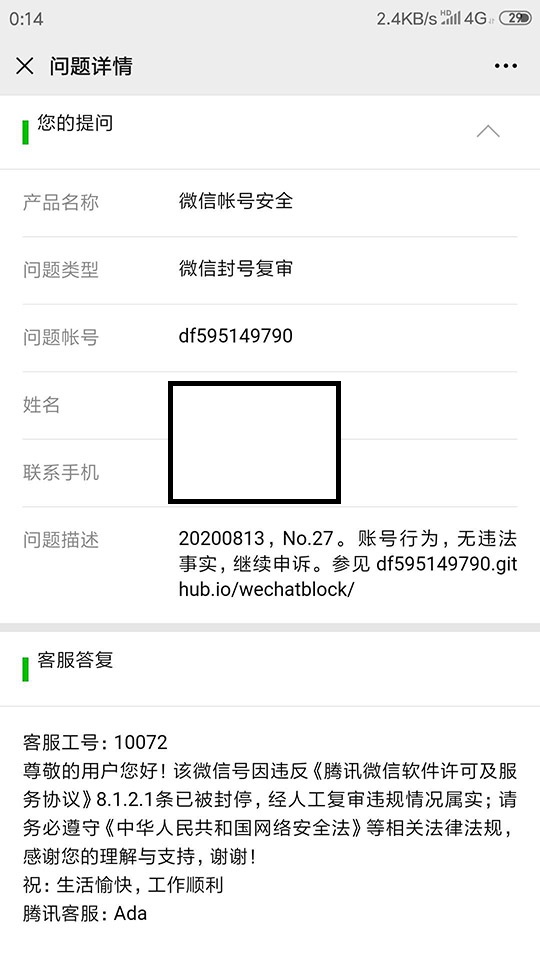 0:14
2.4KB/s HD 4G 29
问题详情
您的提问
产品名称 微信帐号安全
问题类型 微信封号复审
问题帐号 df595149790
姓名
联系手机
问题描述 20200813，No.27。账号行为，无违法
事实，继续申诉。参见 df595149790.git
hub.io/wechatblock/
客服答复
客服工号：10072
尊敬的用户您好！该微信号因违反《腾讯微信软件许可及服
务协议》8.1.2.1条已被封停，经人工复审违规情况属实；请
务必遵守《中华人民共和国网络安全法》等相关法律法规，
感谢您的理解与支持，谢谢！
祝：生活愉快，工作顺利
腾讯客服：Ada